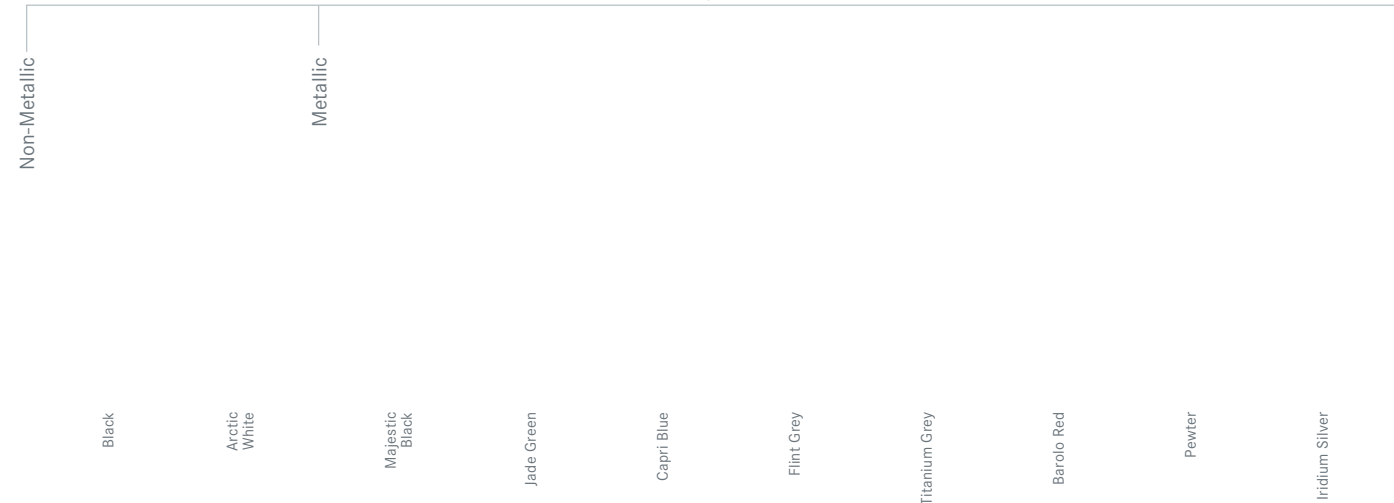 Non-Metallic
Metallic
Black
Arctic
White
Majestic
Black
Jade Green
Capri Blue
Flint Grey
Titanium Grey
Barolo Red
Pewter
Iridium Silver